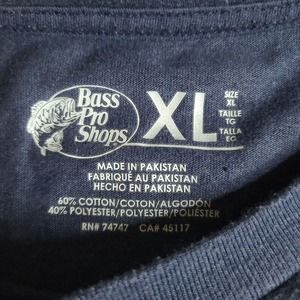 Bass
Pro
Shops
XL
SIZE
XL
TAILLE
TG
TALLA
EG
MADE IN PAKISTAN
FABRIQUÉ AU PAKISTAN
HECHO EN PAKISTAN
60% COTTON/COTON/ALGODÓN
40% POLYESTER/POLYESTER/POLIÉSTER
RN# 74747 CA# 45117